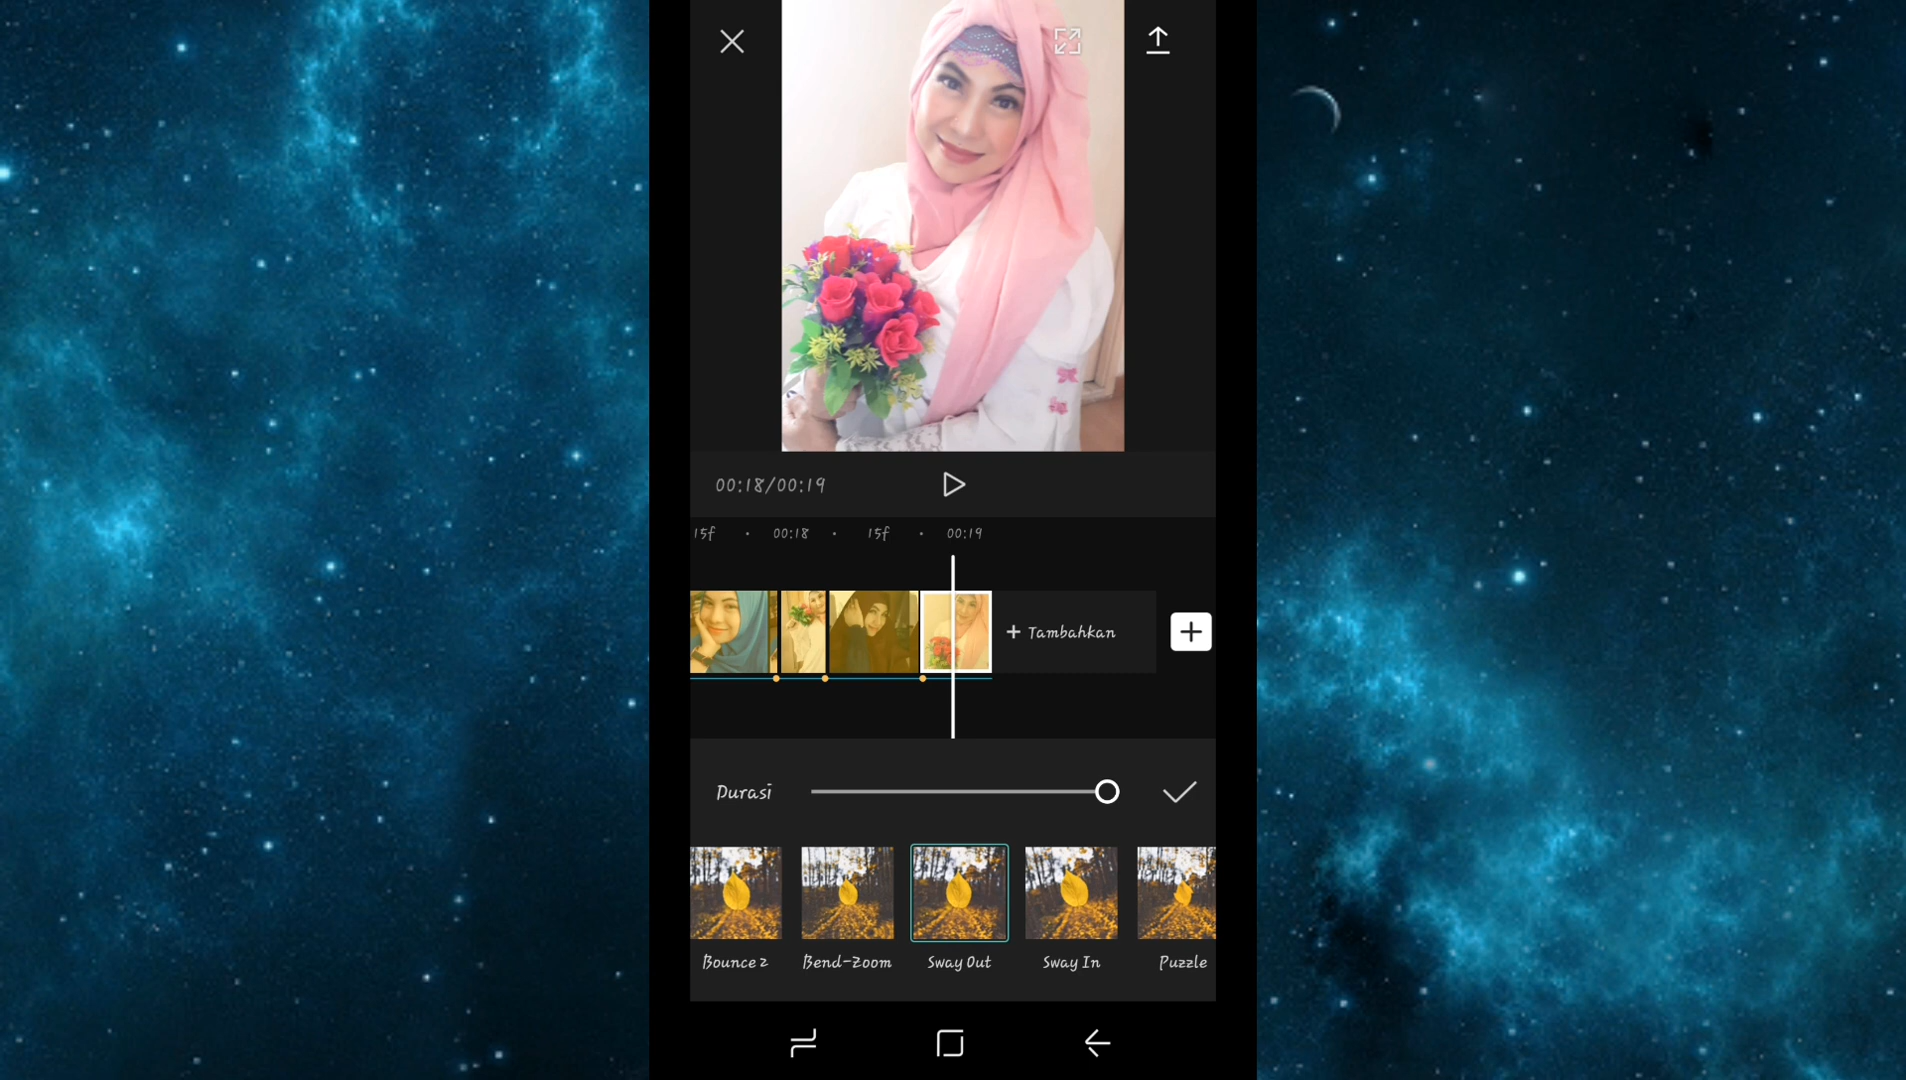 00:18/00:19
15f 00:18 15f 00:19
+ Tambahkan
Durasi
Bounce 2 Bend-Zoom Sway Out Sway In Puzzle